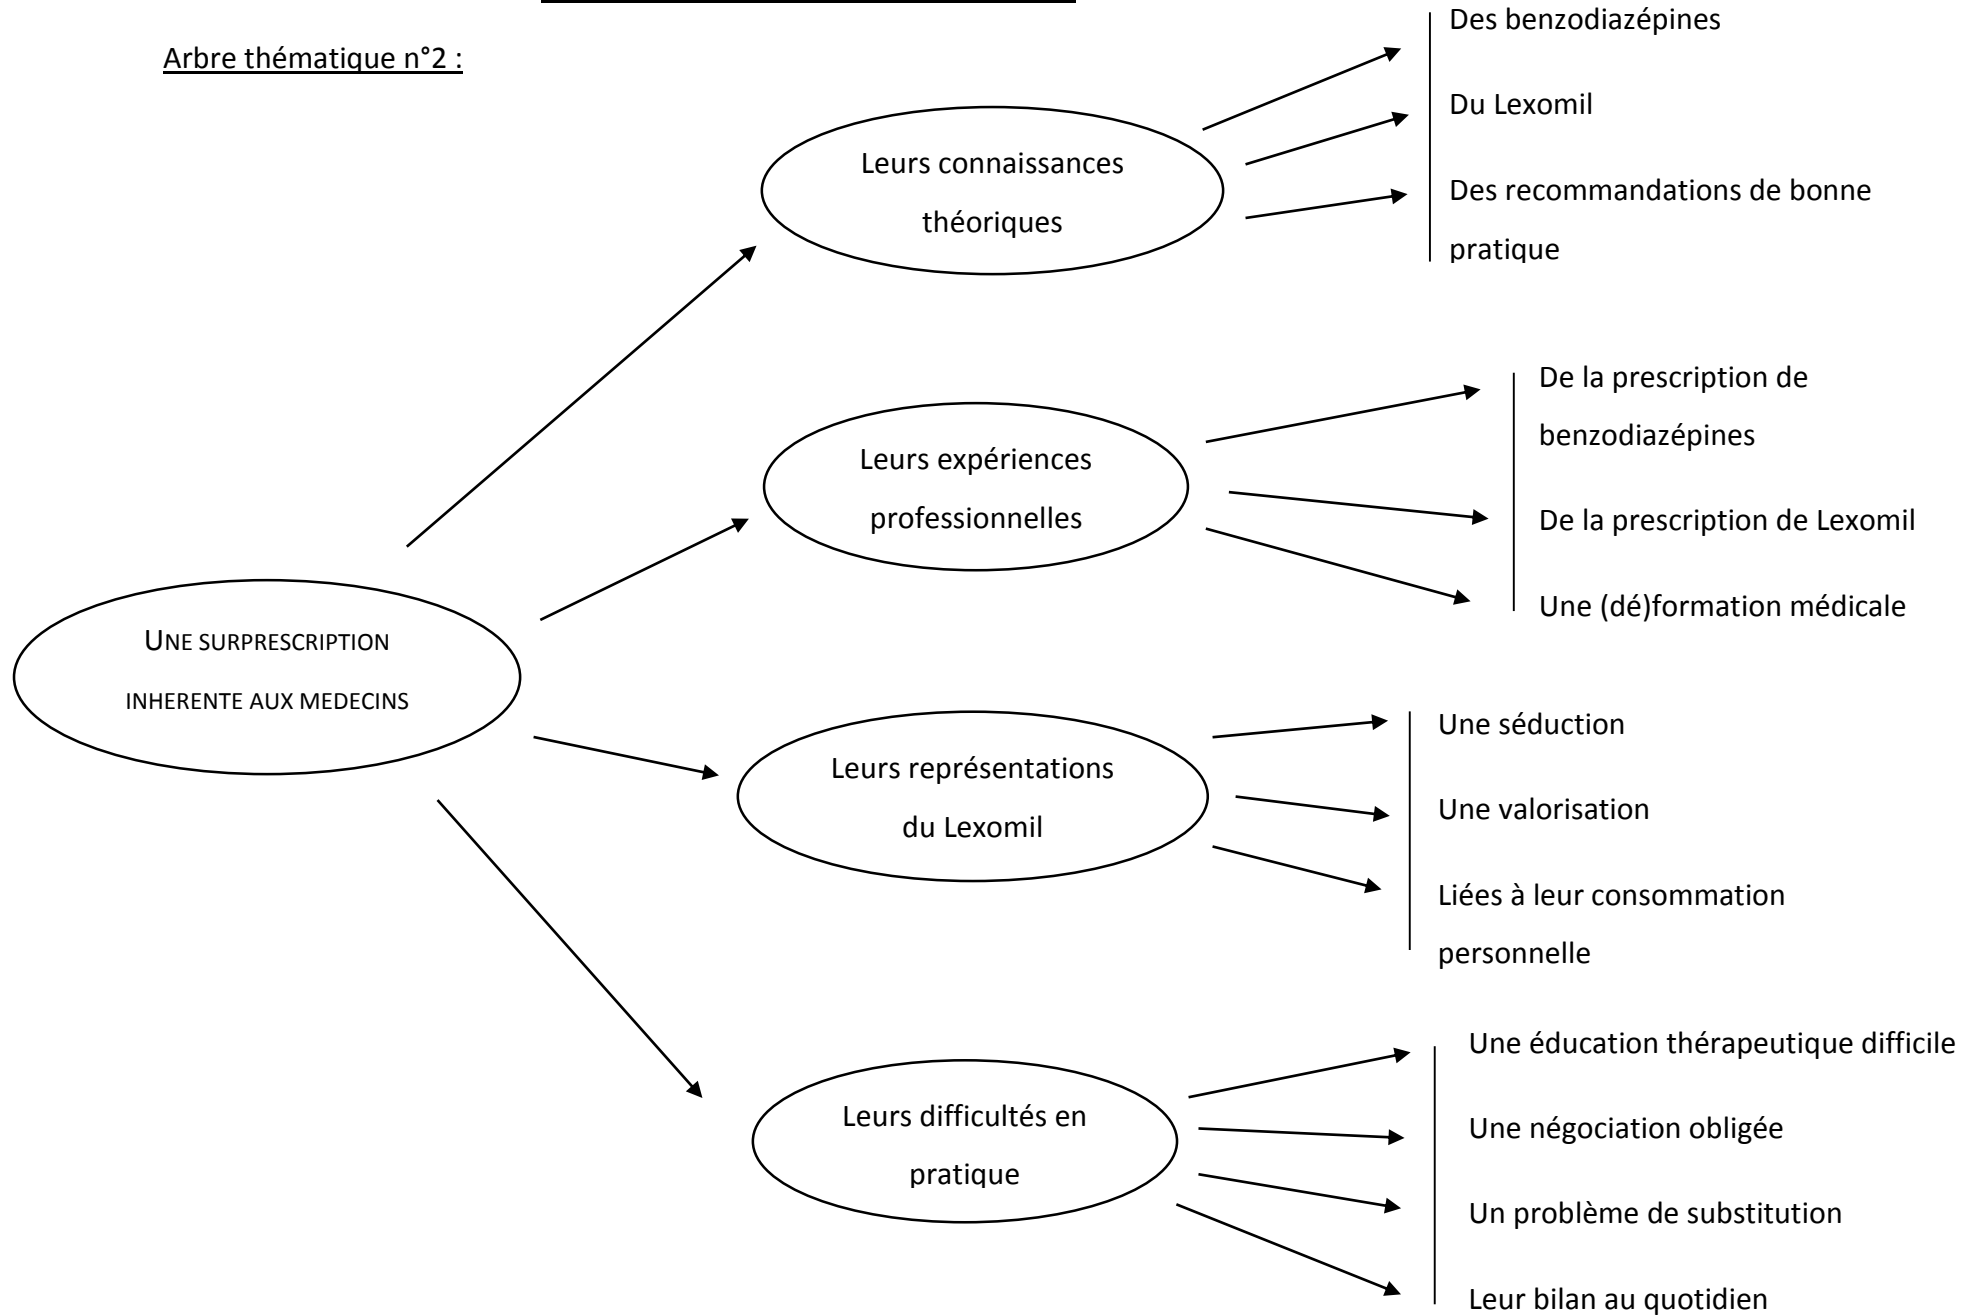 Arbre thématique n°2 :
Des benzodiazépines
Du Lexomil
Des recommandations de bonne
pratique
Leurs connaissances
théoriques
De la prescription de
benzodiazépines
De la prescription de Lexomil
Une (dé)formation médicale
Leurs expériences
professionnelles
UNE SURPRESCRIPTION
INHERENTE AUX MEDECINS
Leurs représentations
du Lexomil
Une séduction
Une valorisation
Liées à leur consommation
personnelle
Leurs difficultés en
pratique
Une éducation thérapeutique difficile
Une négociation obligée
Un problème de substitution
Leur bilan au quotidien